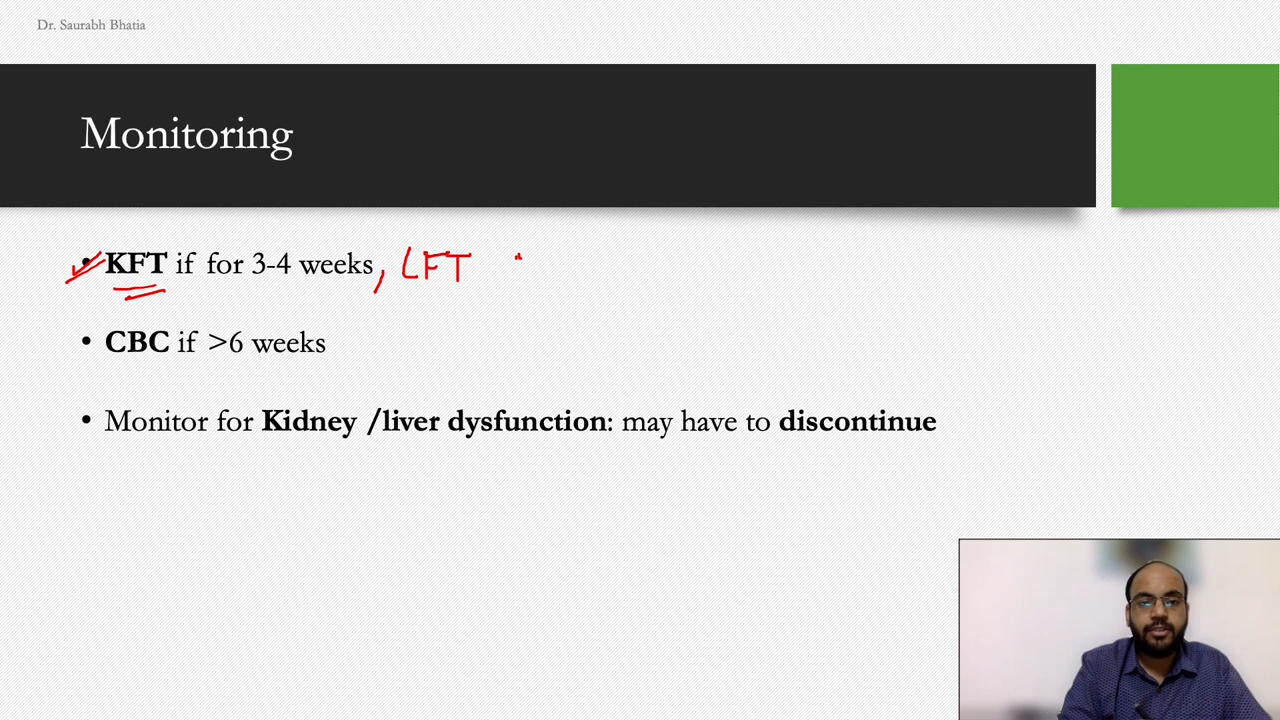 Dr. Saurabh Bhatia
Monitoring
• KFT if for 3-4 weeks, LFT
• CBC if >6 weeks
• Monitor for Kidney /liver dysfunction: may have to discontinue